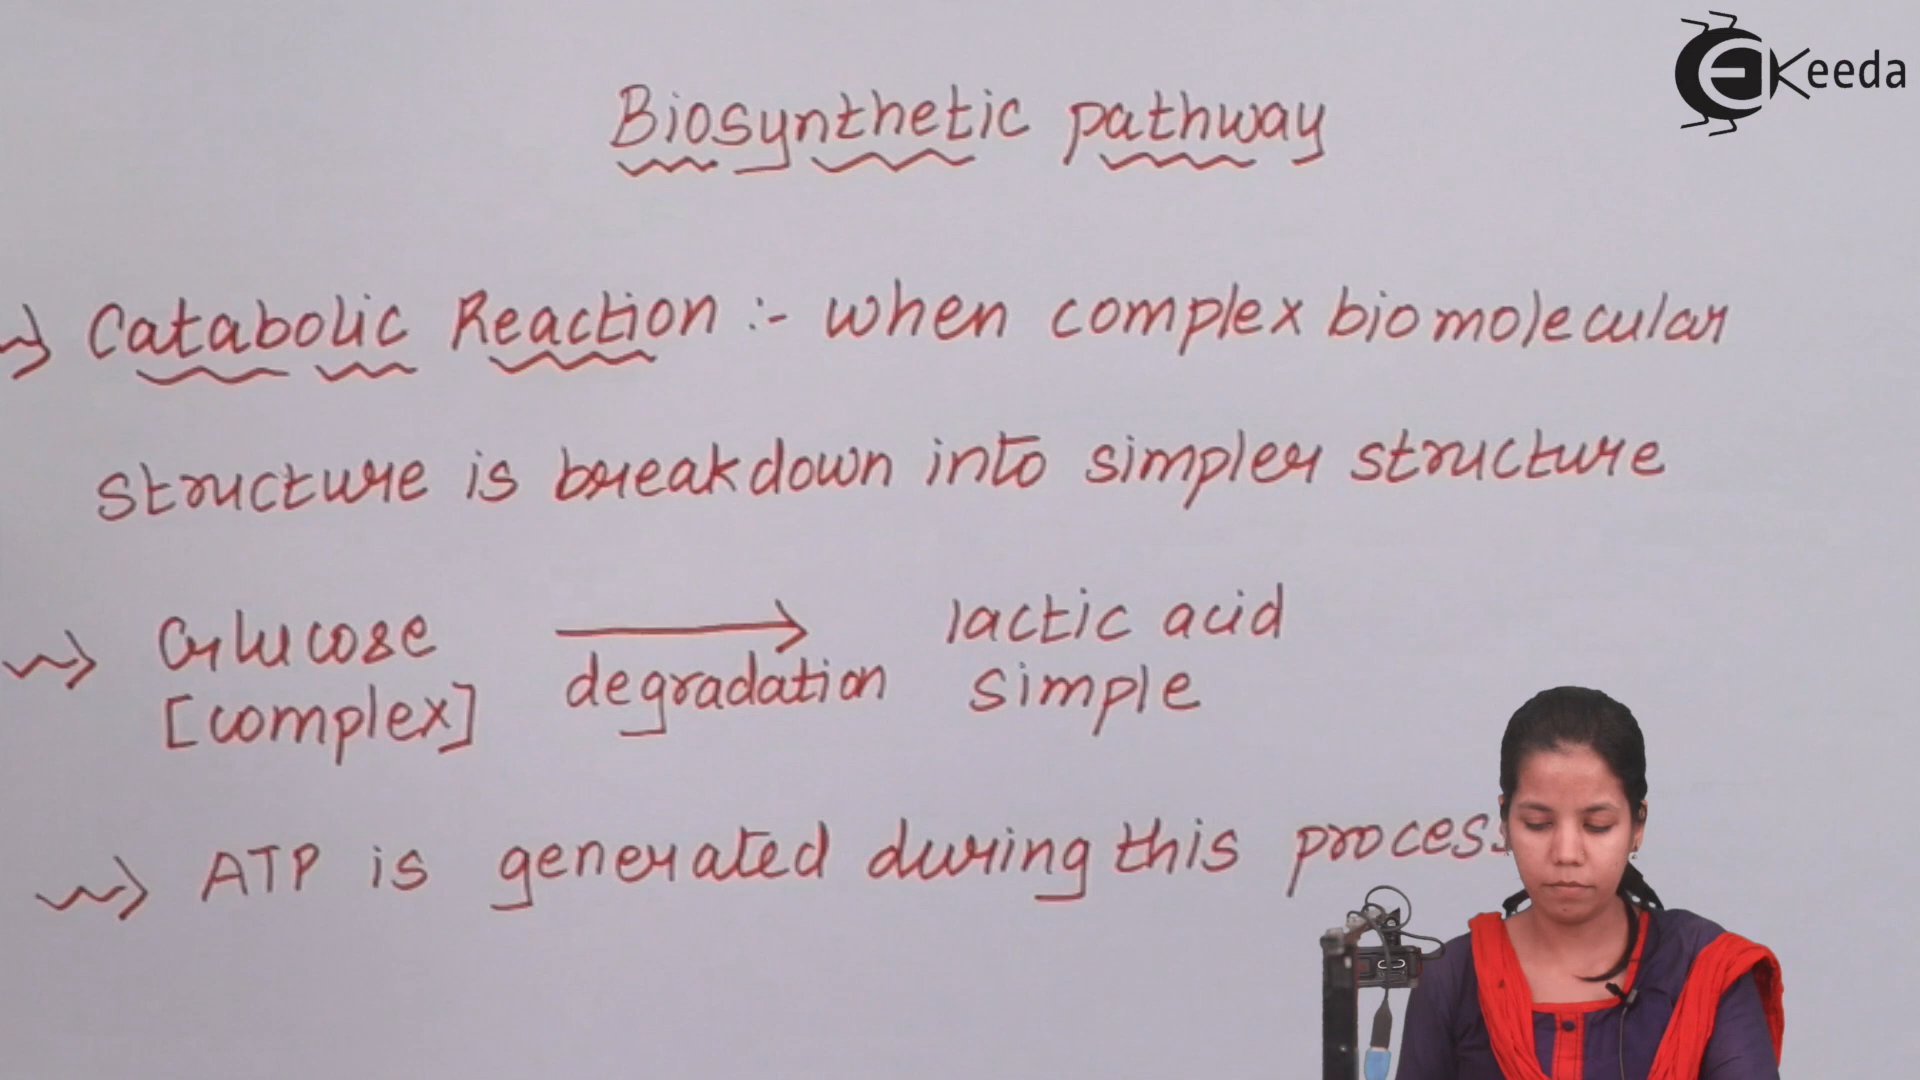 EKeeda
Biosynthetic pathway
Catabolic Reaction :- when complex biomolecular
structure is breakdown into simpler structure
Glucose → lactic acid
[complex] degradation simple
ATP is generated during this process